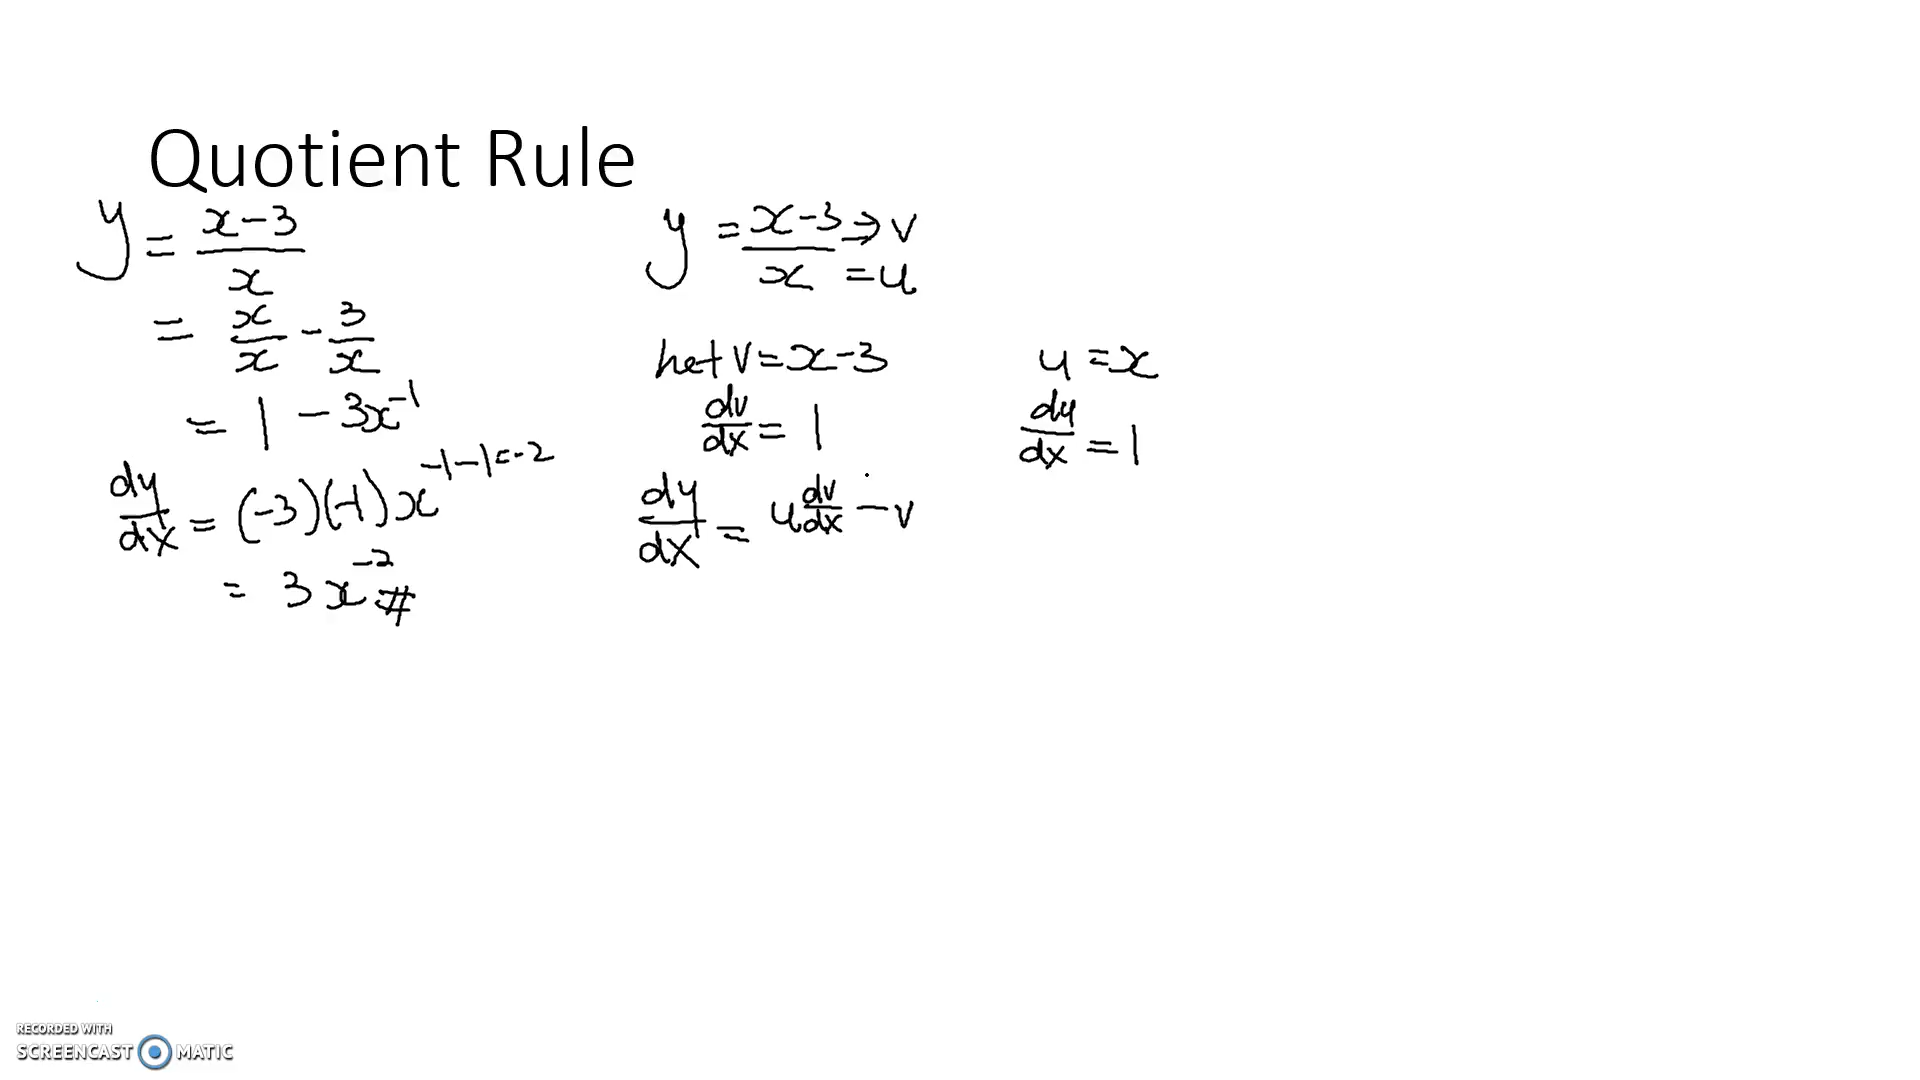 Quotient Rule
y = x-3 / x
= x/x - 3/x
= 1 - 3x^-1
dy/dx = (-3)(-1)x^-1-1=-2
= 3x^-2 #
y = x-3 / x ⇒ v = u
het v = x-3
dv/dx = 1
u = x
du/dx = 1
dy/dx = u dv/dx - v
RECORDED WITH
SCREENCAST MATIC